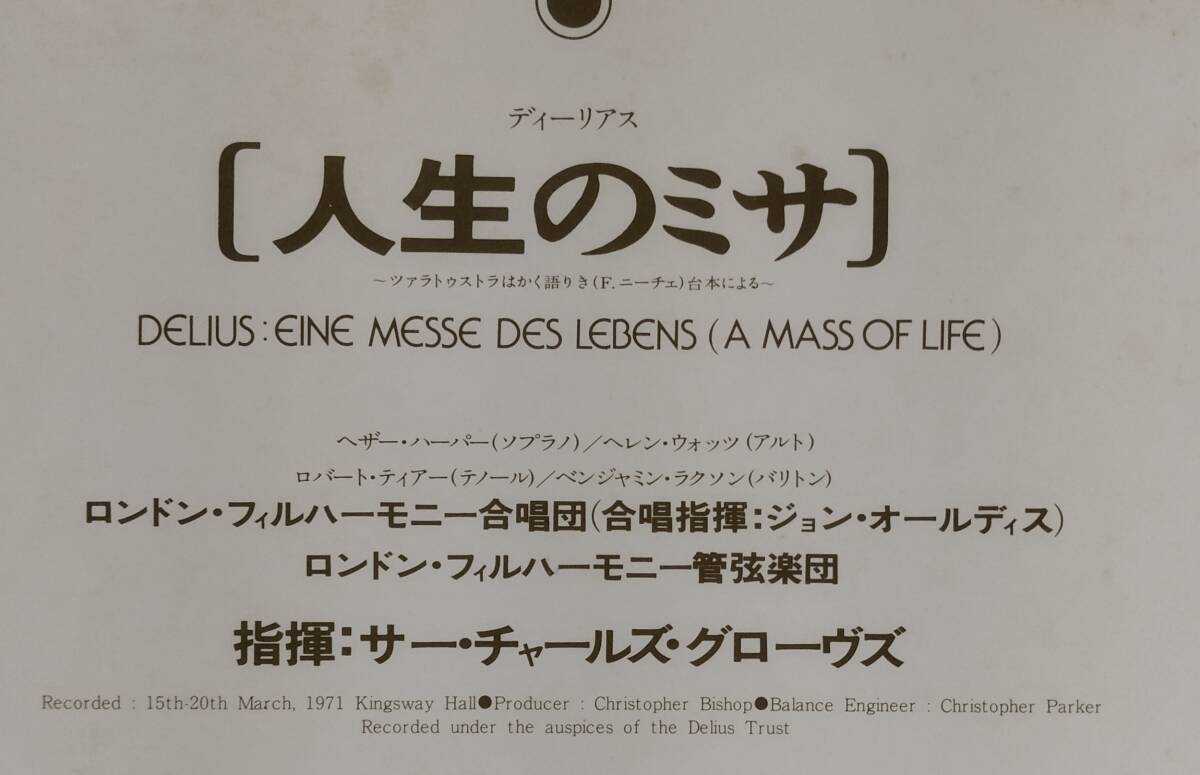 ディーリアス
〔人生のミサ〕
～ツァラトゥストラはかく語りき(F.ニーチェ)台本による～
DELIUS : EINE MESSE DES LEBENS (A MASS OF LIFE)
ヘザー・ハーパー(ソプラノ)／ヘレン・ウォッツ(アルト)
ロバート・ティアー(テノール)／ベンジャミン・ラクソン(バリトン)
ロンドン・フィルハーモニー合唱団(合唱指揮：ジョン・オールディス)
ロンドン・フィルハーモニー管弦楽団
指揮：サー・チャールズ・グローヴズ
Recorded : 15th-20th March, 1971 Kingsway Hall●Producer : Christopher Bishop●Balance Engineer : Christopher Parker
Recorded under the auspices of the Delius Trust